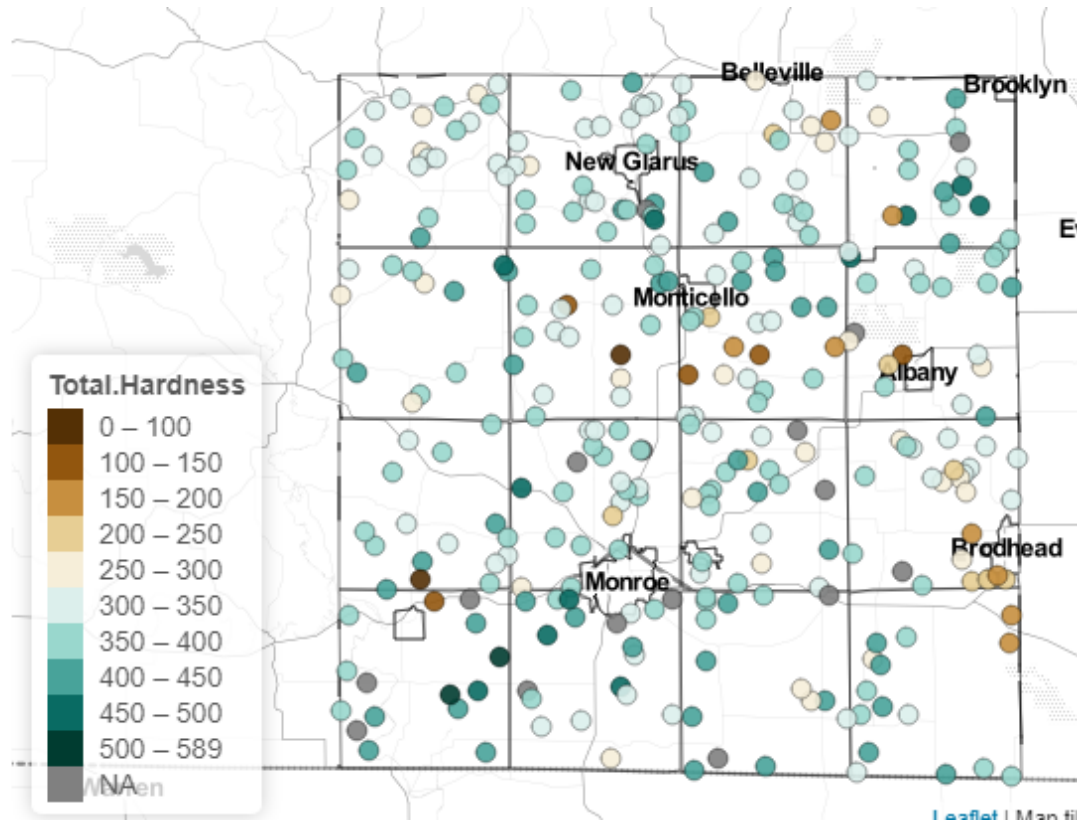 Belleville
Brooklyn
New Glarus
Monticello
Albany
Brodhead
Monroe
Total.Hardness
0 – 100
100 – 150
150 – 200
200 – 250
250 – 300
300 – 350
350 – 400
400 – 450
450 – 500
500 – 589
NA
Leaflet | Map